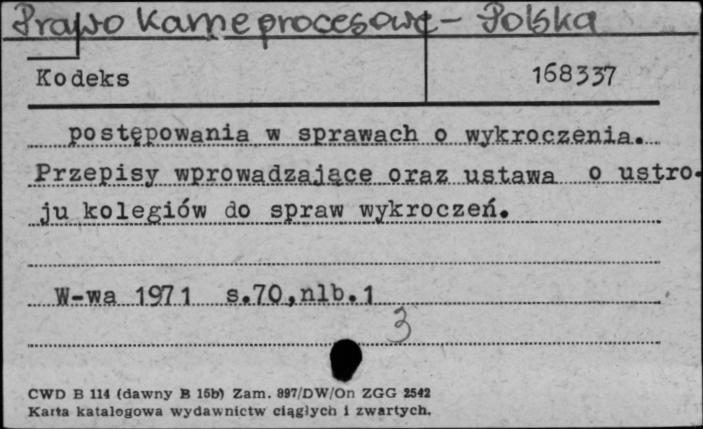 Prawo karne procesowe - Polska
Kodeks 168337
postępowania w sprawach o wykroczenia.
Przepisy wprowadzające oraz ustawa o ustro-
ju kolegiów do spraw wykroczeń.
W-wa 1971 s.70,nlb.1
3
CWD B 114 (dawny B 15b) Zam. 897/DW/On ZGG 2542
Karta katalogowa wydawnictw ciągłych i zwartych.